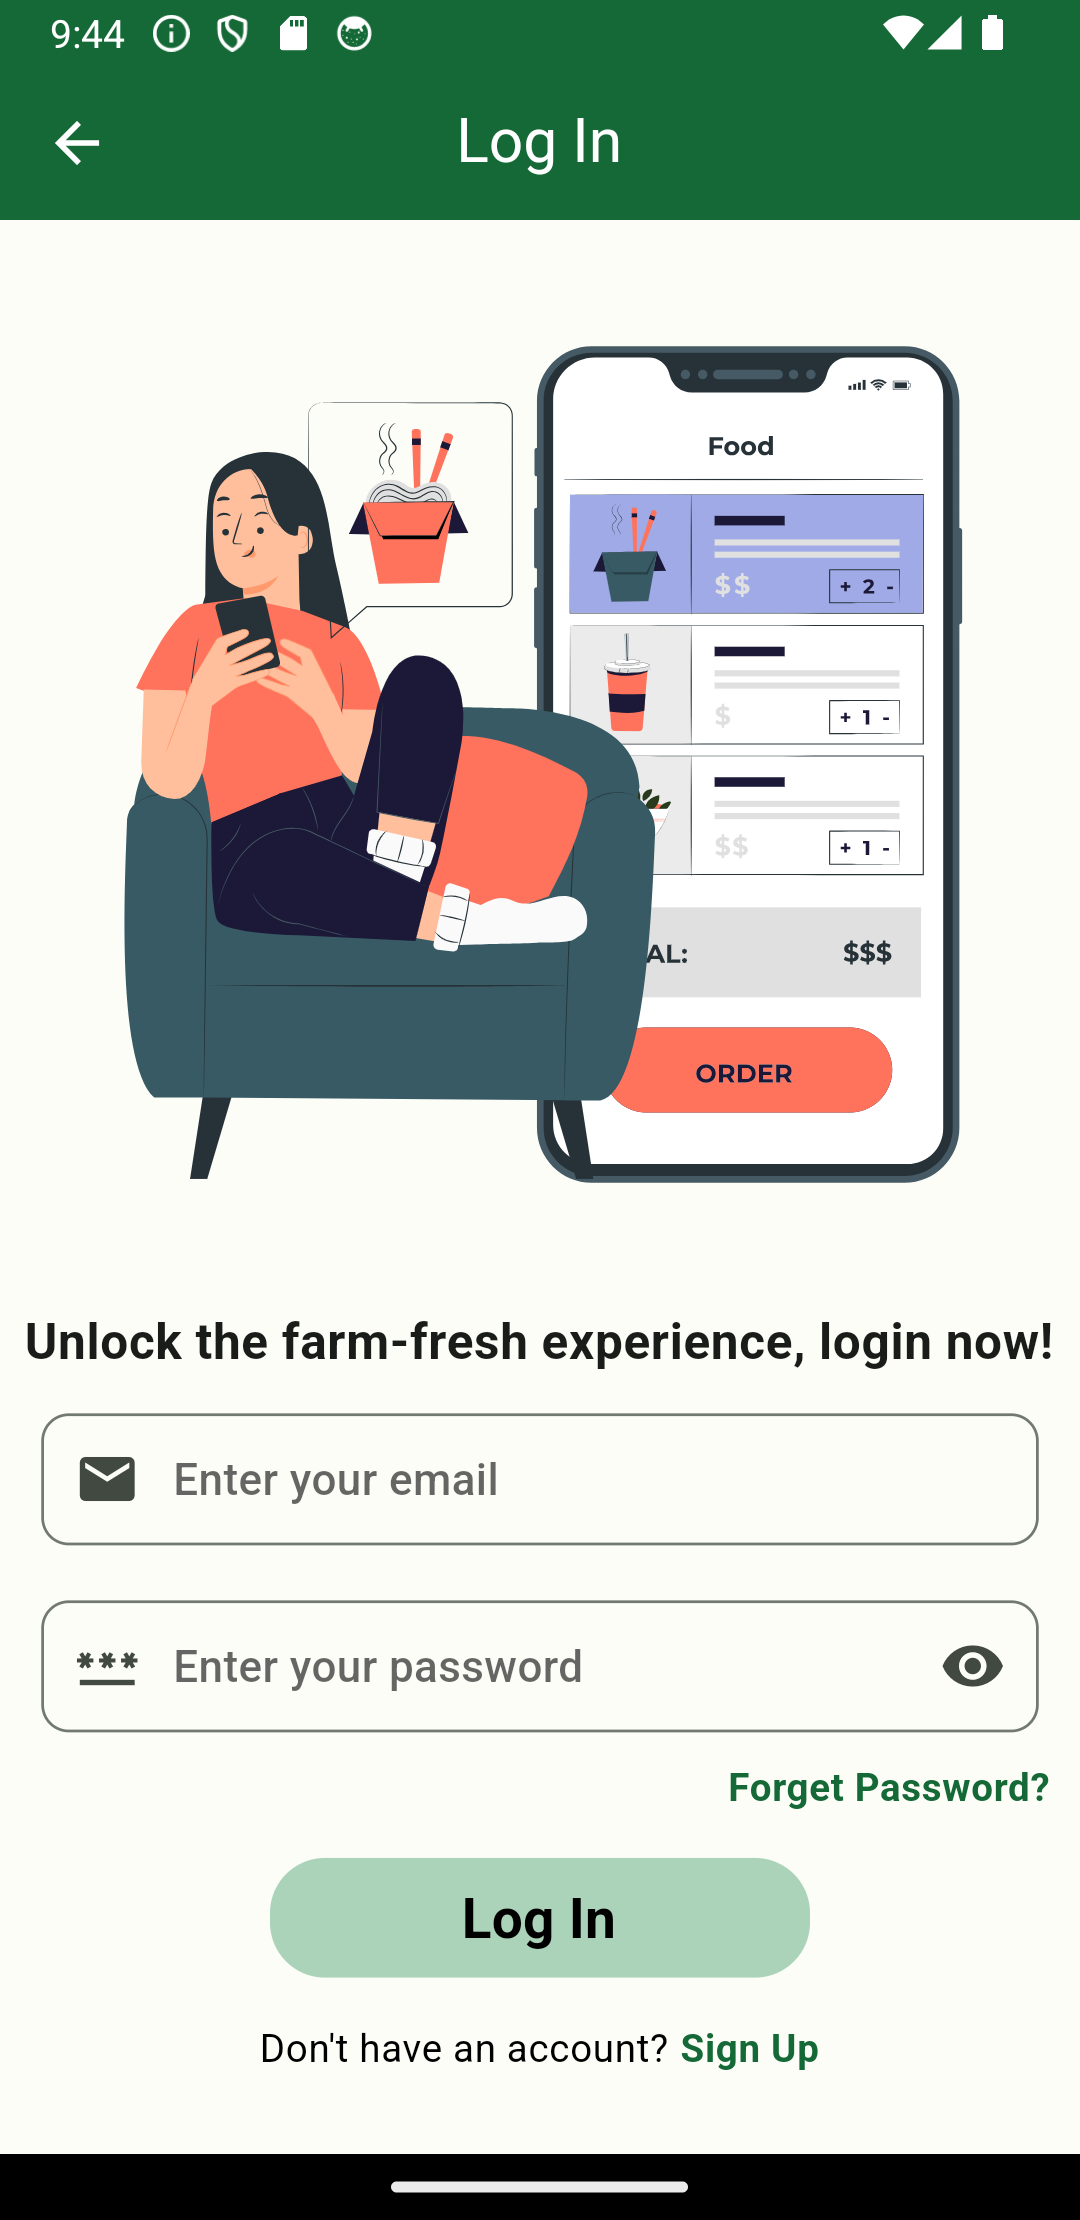 9:44
Log In
Food
$$
+ 2 -
$
+ 1 -
$$
+ 1 -
AL:
$$$
ORDER
Unlock the farm-fresh experience, login now!
Enter your email
*** Enter your password
Forget Password?
Log In
Don't have an account? Sign Up